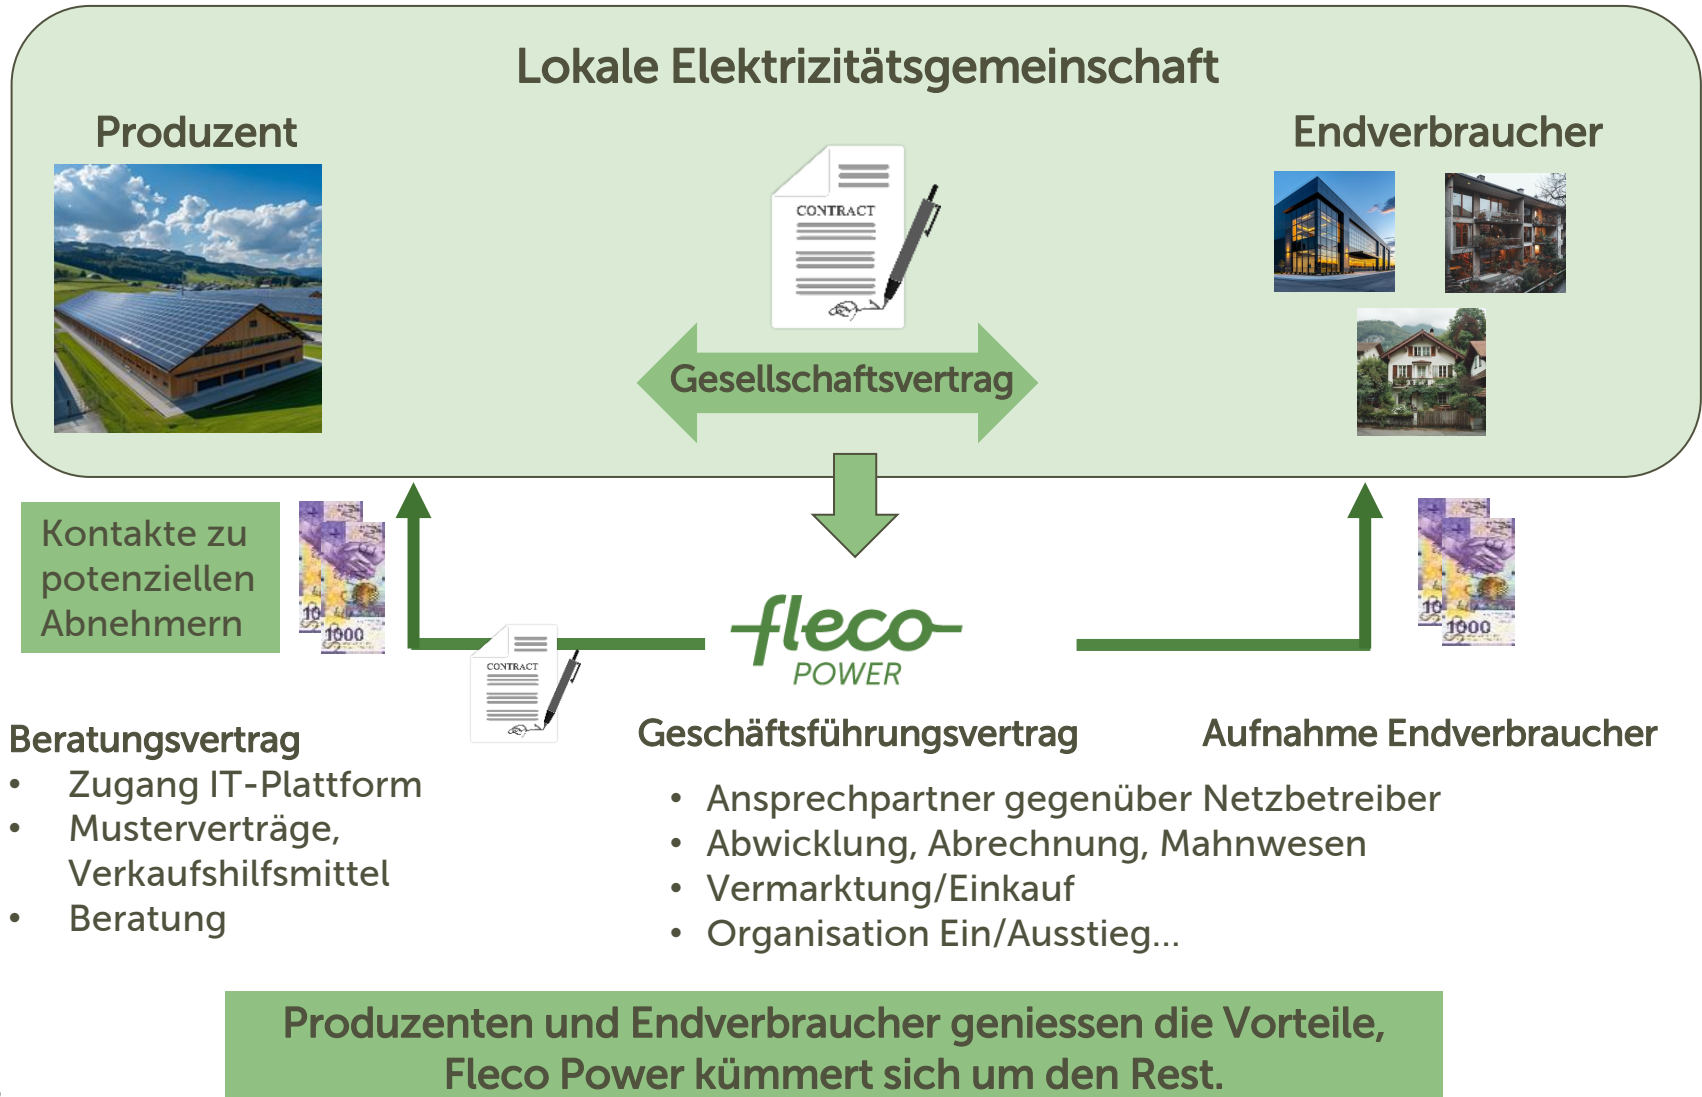 Lokale Elektrizitätsgemeinschaft
Produzent
Endverbraucher
CONTRACT
Gesellschaftsvertrag
Kontakte zu
potenziellen
Abnehmern
10
1000
10
1000
fleco
POWER
CONTRACT
Beratungsvertrag
• Zugang IT-Plattform
• Musterverträge,
Verkaufshilfsmittel
• Beratung
Geschäftsführungsvertrag
• Ansprechpartner gegenüber Netzbetreiber
• Abwicklung, Abrechnung, Mahnwesen
• Vermarktung/Einkauf
• Organisation Ein/Ausstieg...
Aufnahme Endverbraucher
Produzenten und Endverbraucher geniessen die Vorteile,
Fleco Power kümmert sich um den Rest.